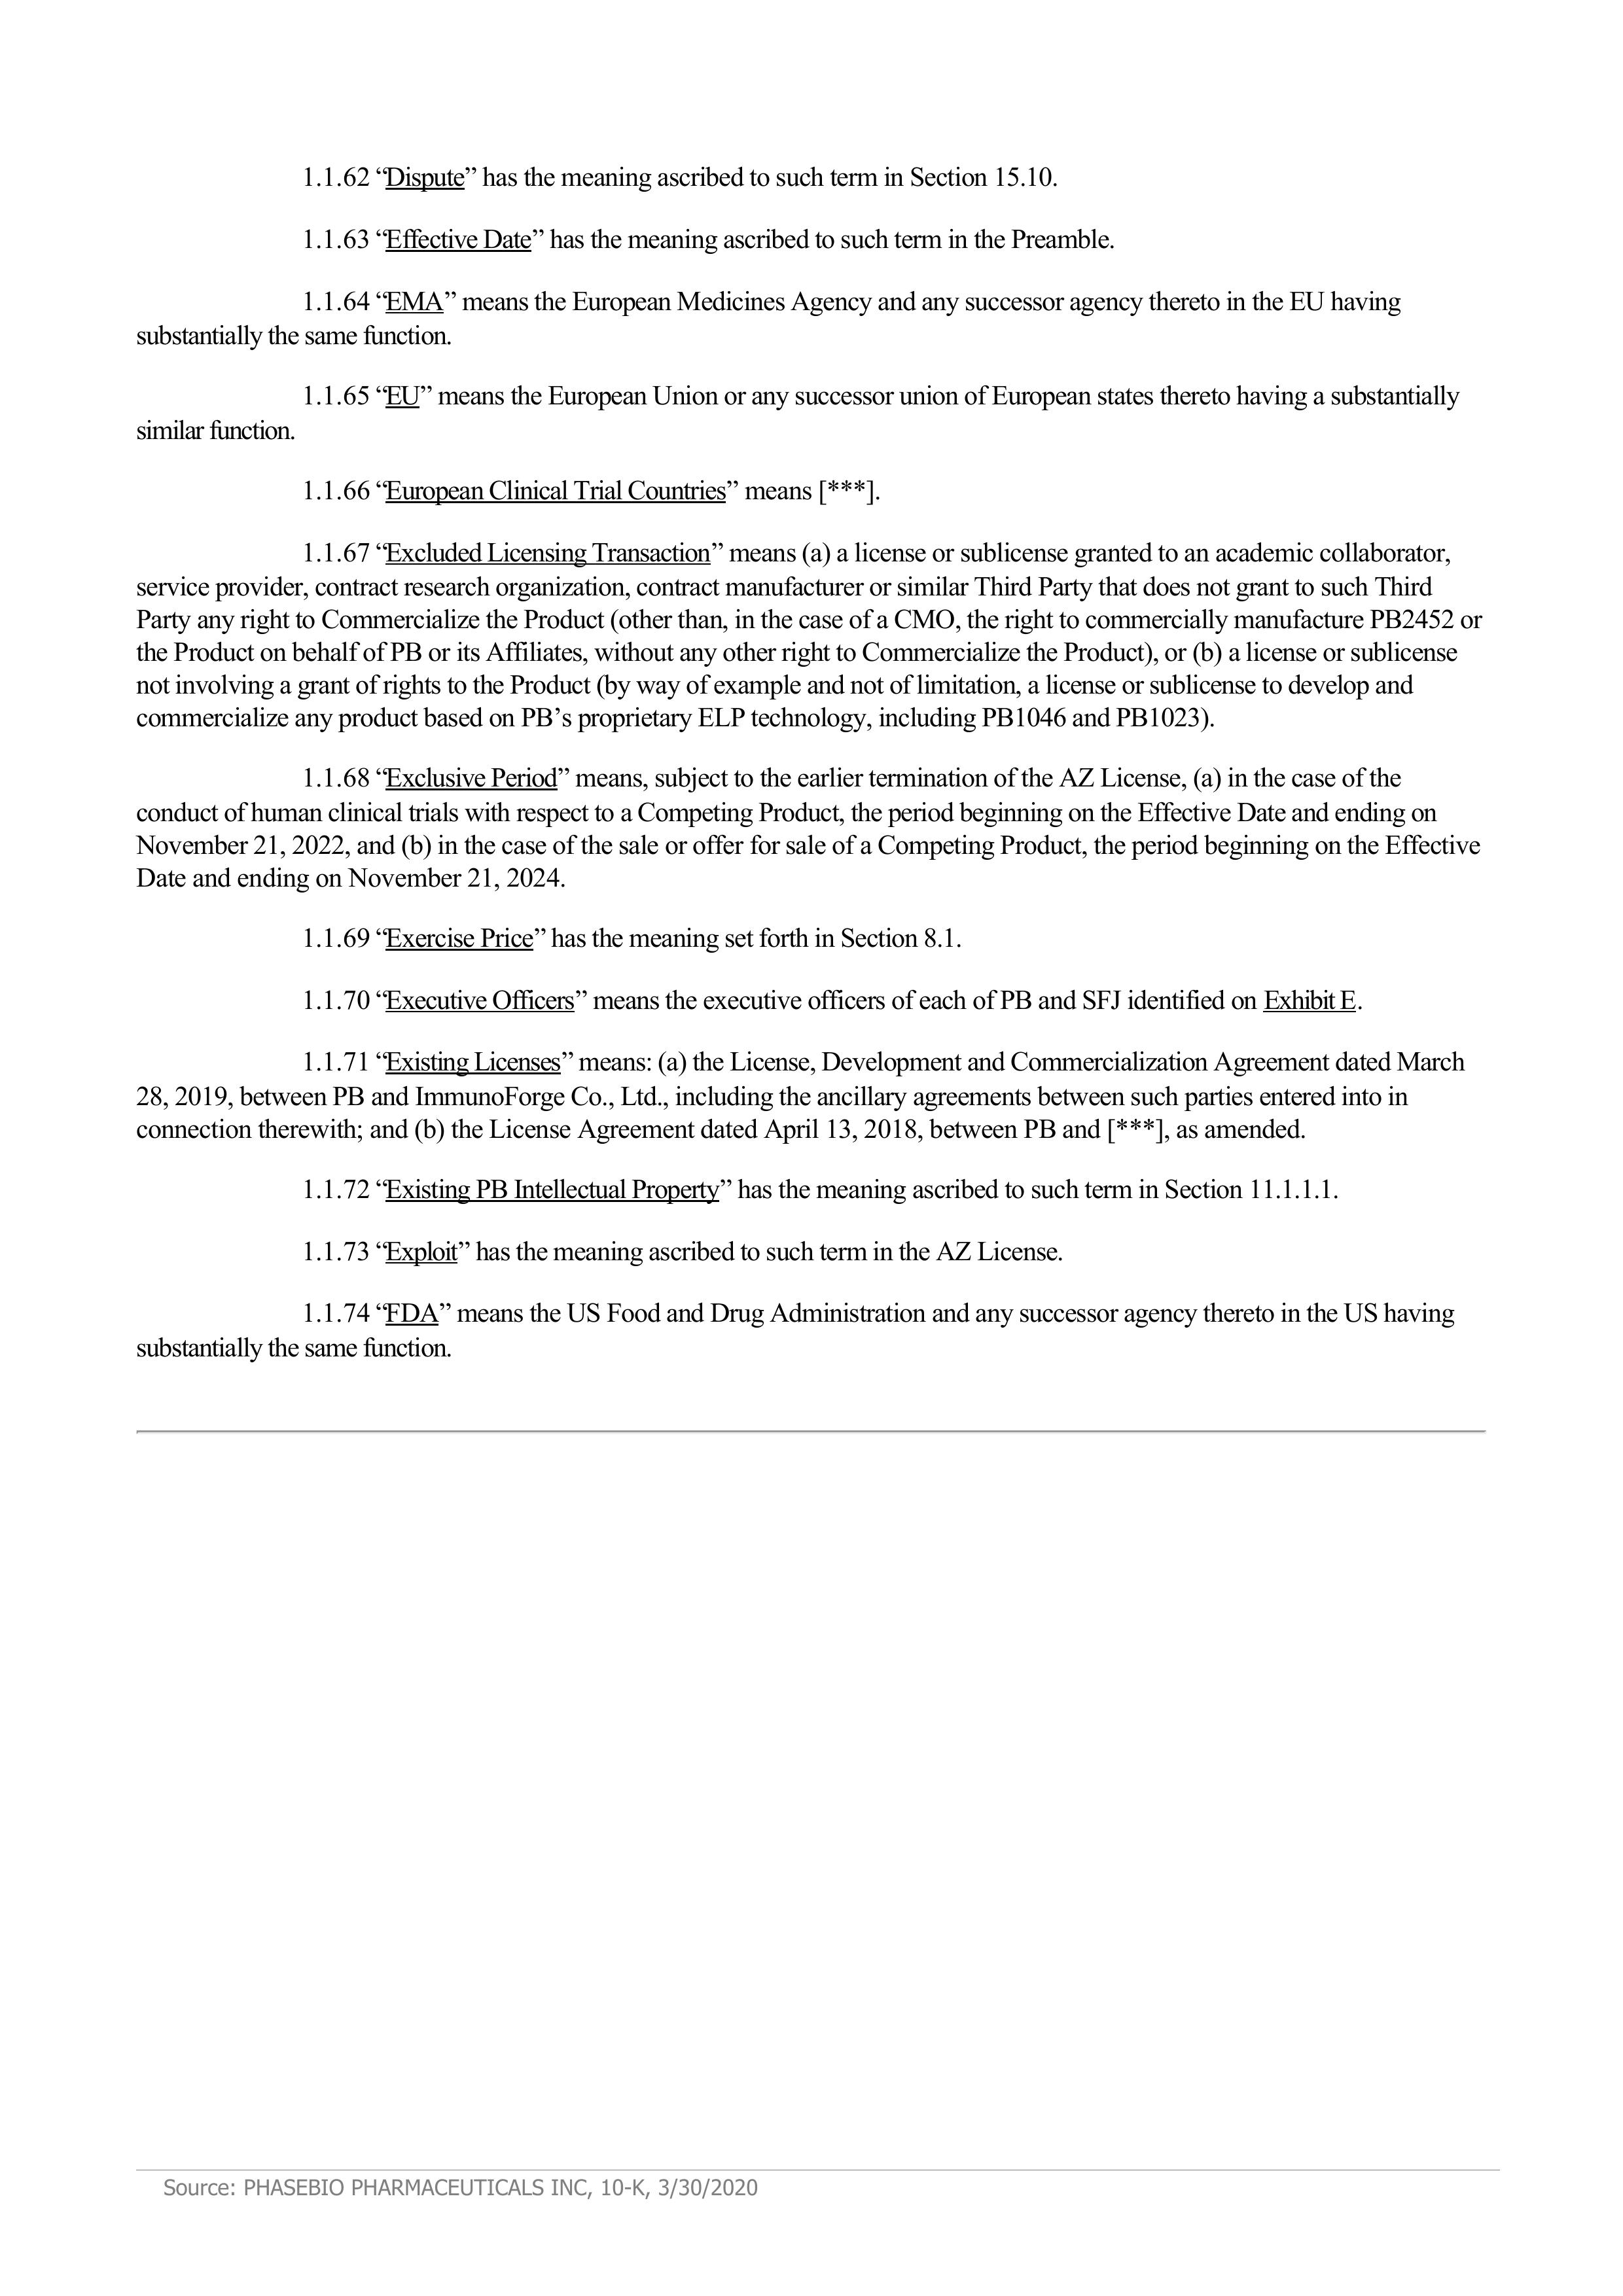 1.1.62 “Dispute” has the meaning ascribed to such term in Section 15.10.
1.1.63 “Effective Date” has the meaning ascribed to such term in the Preamble.
1.1.64 “EMA” means the European Medicines Agency and any successor agency thereto in the EU having
substantially the same function.
1.1.65 “EU” means the European Union or any successor union of European states thereto having a substantially
similar function.
1.1.66 “European Clinical Trial Countries” means [***].
1.1.67 “Excluded Licensing Transaction” means (a) a license or sublicense granted to an academic collaborator,
service provider, contract research organization, contract manufacturer or similar Third Party that does not grant to such Third
Party any right to Commercialize the Product (other than, in the case of a CMO, the right to commercially manufacture PB2452 or
the Product on behalf of PB or its Affiliates, without any other right to Commercialize the Product), or (b) a license or sublicense
not involving a grant of rights to the Product (by way of example and not of limitation, a license or sublicense to develop and
commercialize any product based on PB’s proprietary ELP technology, including PB1046 and PB1023).
1.1.68 “Exclusive Period” means, subject to the earlier termination of the AZ License, (a) in the case of the
conduct of human clinical trials with respect to a Competing Product, the period beginning on the Effective Date and ending on
November 21, 2022, and (b) in the case of the sale or offer for sale of a Competing Product, the period beginning on the Effective
Date and ending on November 21, 2024.
1.1.69 “Exercise Price” has the meaning set forth in Section 8.1.
1.1.70 “Executive Officers” means the executive officers of each of PB and SFJ identified on Exhibit E.
1.1.71 “Existing Licenses” means: (a) the License, Development and Commercialization Agreement dated March
28, 2019, between PB and ImmunoForge Co., Ltd., including the ancillary agreements between such parties entered into in
connection therewith; and (b) the License Agreement dated April 13, 2018, between PB and [***], as amended.
1.1.72 “Existing PB Intellectual Property” has the meaning ascribed to such term in Section 11.1.1.1.
1.1.73 “Exploit” has the meaning ascribed to such term in the AZ License.
1.1.74 “FDA” means the US Food and Drug Administration and any successor agency thereto in the US having
substantially the same function.
Source: PHASEBIO PHARMACEUTICALS INC, 10-K, 3/30/2020